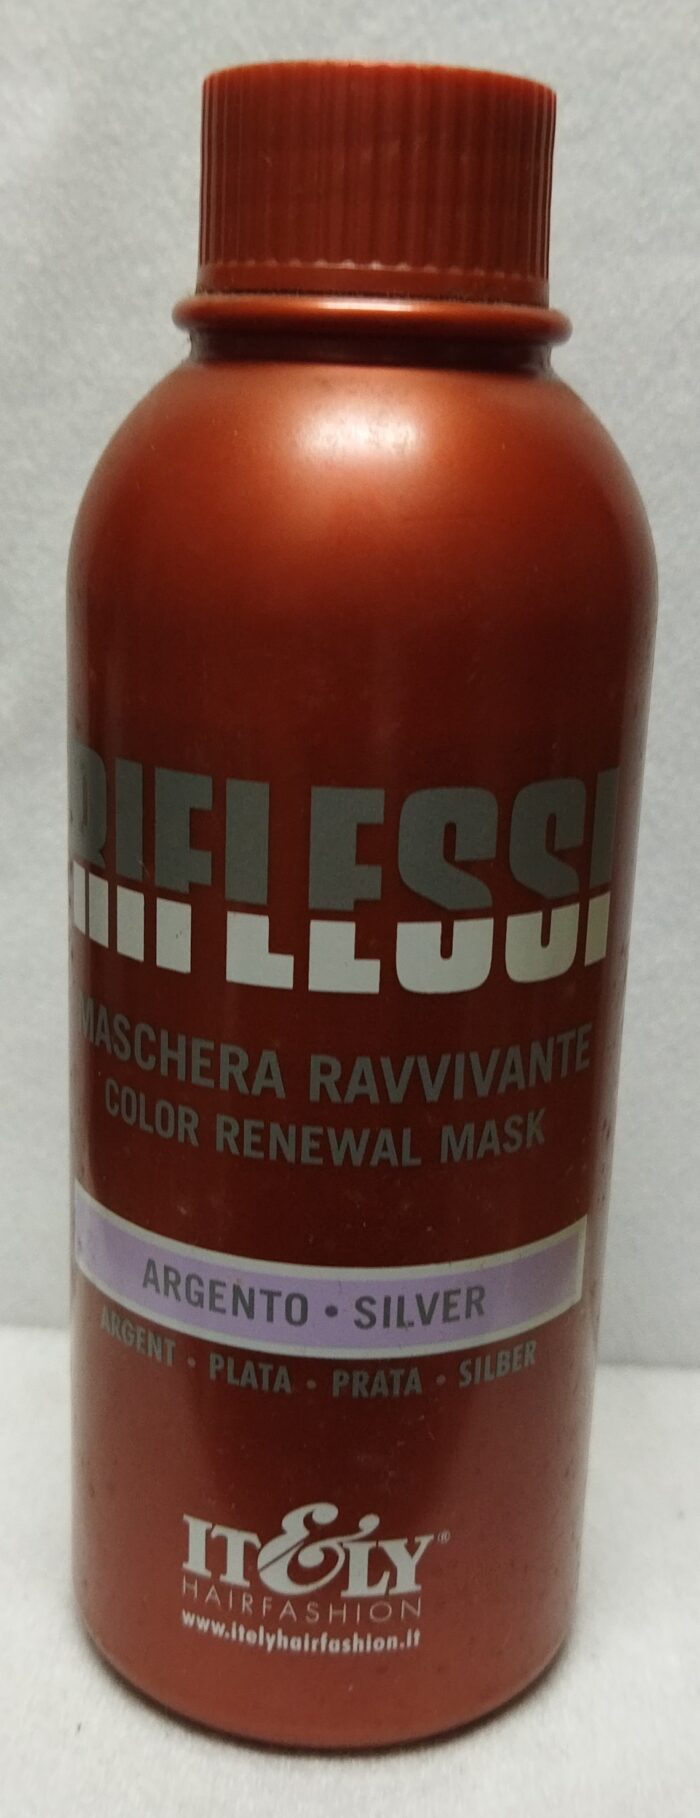 RIFLESSI
MASCHERA RAVVIVANTE
COLOR RENEWAL MASK
ARGENTO • SILVER
ARGENT • PLATA • PRATA • SILBER
IT&LY®
HAIRFASHION
www.itelyhairfashion.it